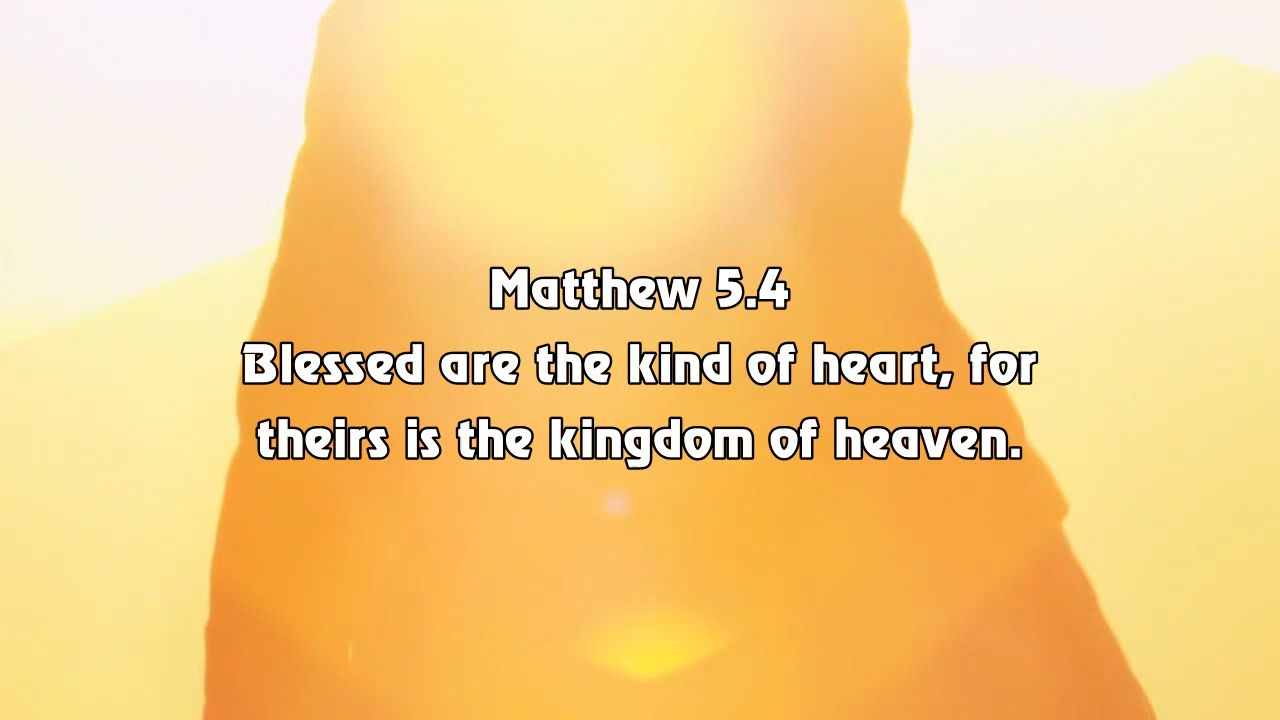 Matthew 5.4
Blessed are the kind of heart, for
theirs is the kingdom of heaven.